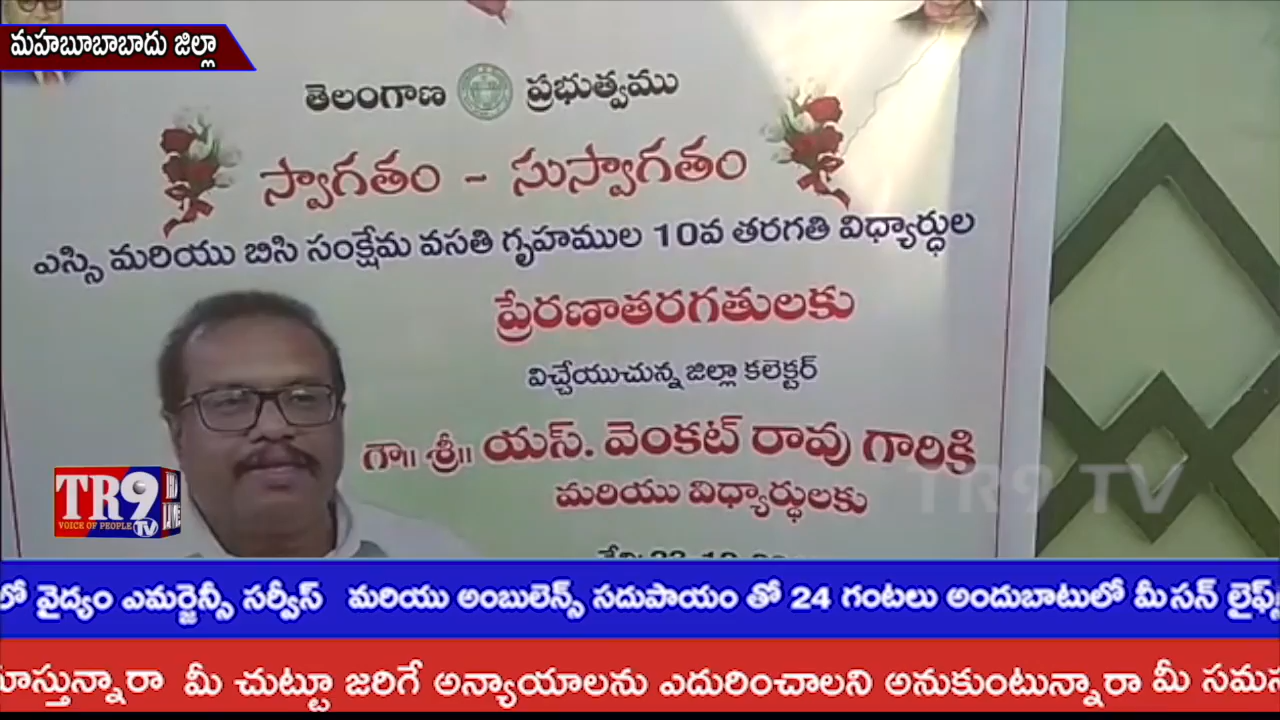 మహబూబాబాదు జిల్లా
తెలంగాణ ప్రభుత్వము
స్వాగతం - సుస్వాగతం
ఎస్సి మరియు బిసి సంక్షేమ వసతి గృహముల 10వ తరగతి విధ్యార్ధుల
ప్రేరణాతరగతులకు
విచ్చేయుచున్న జిల్లా కలెక్టర్
గా॥ శ్రీ॥ యస్. వెంకట్ రావు గారికి
మరియు విధ్యార్థులకు
TR9 TV
TR9
VOICE OF PEOPLE TV
లో వైద్యం ఎమర్జెన్సీ సర్వీస్ మరియు అంబులెన్స్ సదుపాయం తో 24 గంటలు అందుబాటులో మీ సన్ లైఫ్
మీ చుట్టూ జరిగే అన్యాయాలను ఎదురించాలని అనుకుంటున్నారా మీ